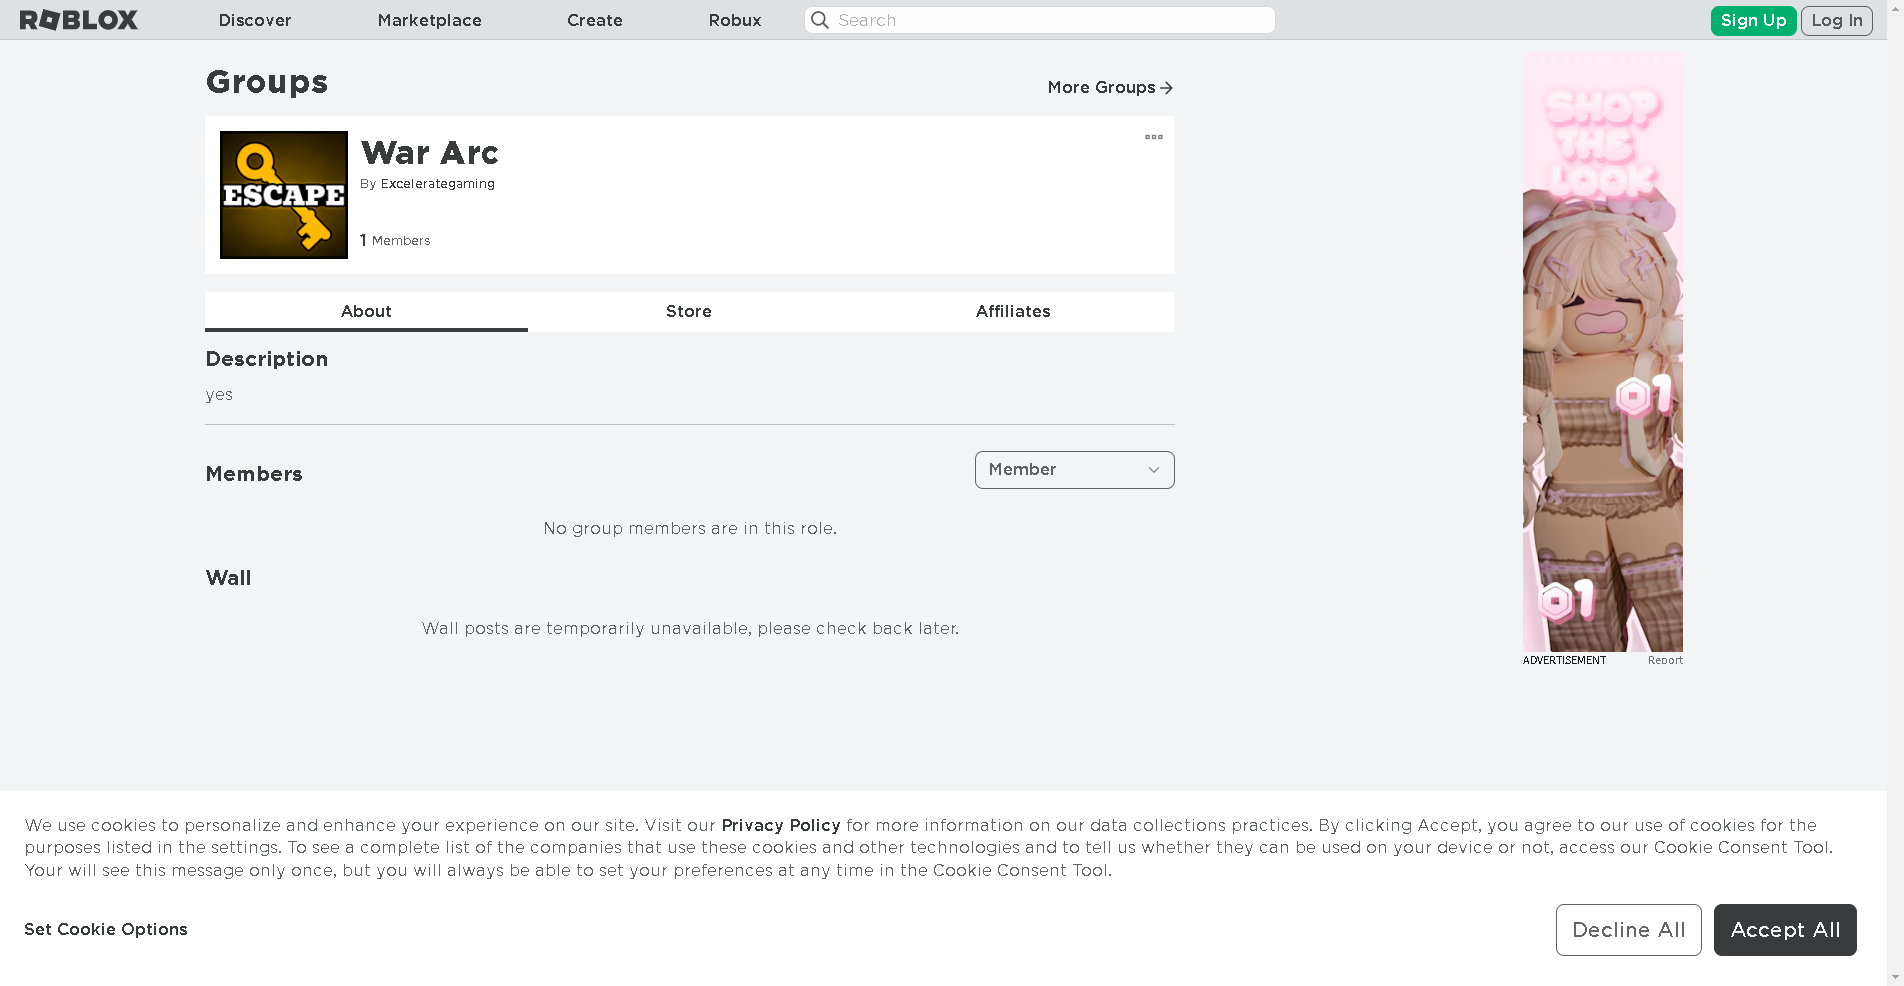 ROBLOX
Discover
Marketplace
Create
Robux
Search
Sign Up
Log In
Groups
More Groups
ESCAPE
War Arc
By Excelerategaming
1 Members
About
Store
Affiliates
Description
yes
Members
Member
No group members are in this role.
Wall
Wall posts are temporarily unavailable, please check back later.
SHOP
THE
LOOK
1
1
ADVERTISEMENT
Report
We use cookies to personalize and enhance your experience on our site. Visit our Privacy Policy for more information on our data collections practices. By clicking Accept, you agree to our use of cookies for the
purposes listed in the settings. To see a complete list of the companies that use these cookies and other technologies and to tell us whether they can be used on your device or not, access our Cookie Consent Tool.
Your will see this message only once, but you will always be able to set your preferences at any time in the Cookie Consent Tool.
Set Cookie Options
Decline All
Accept All